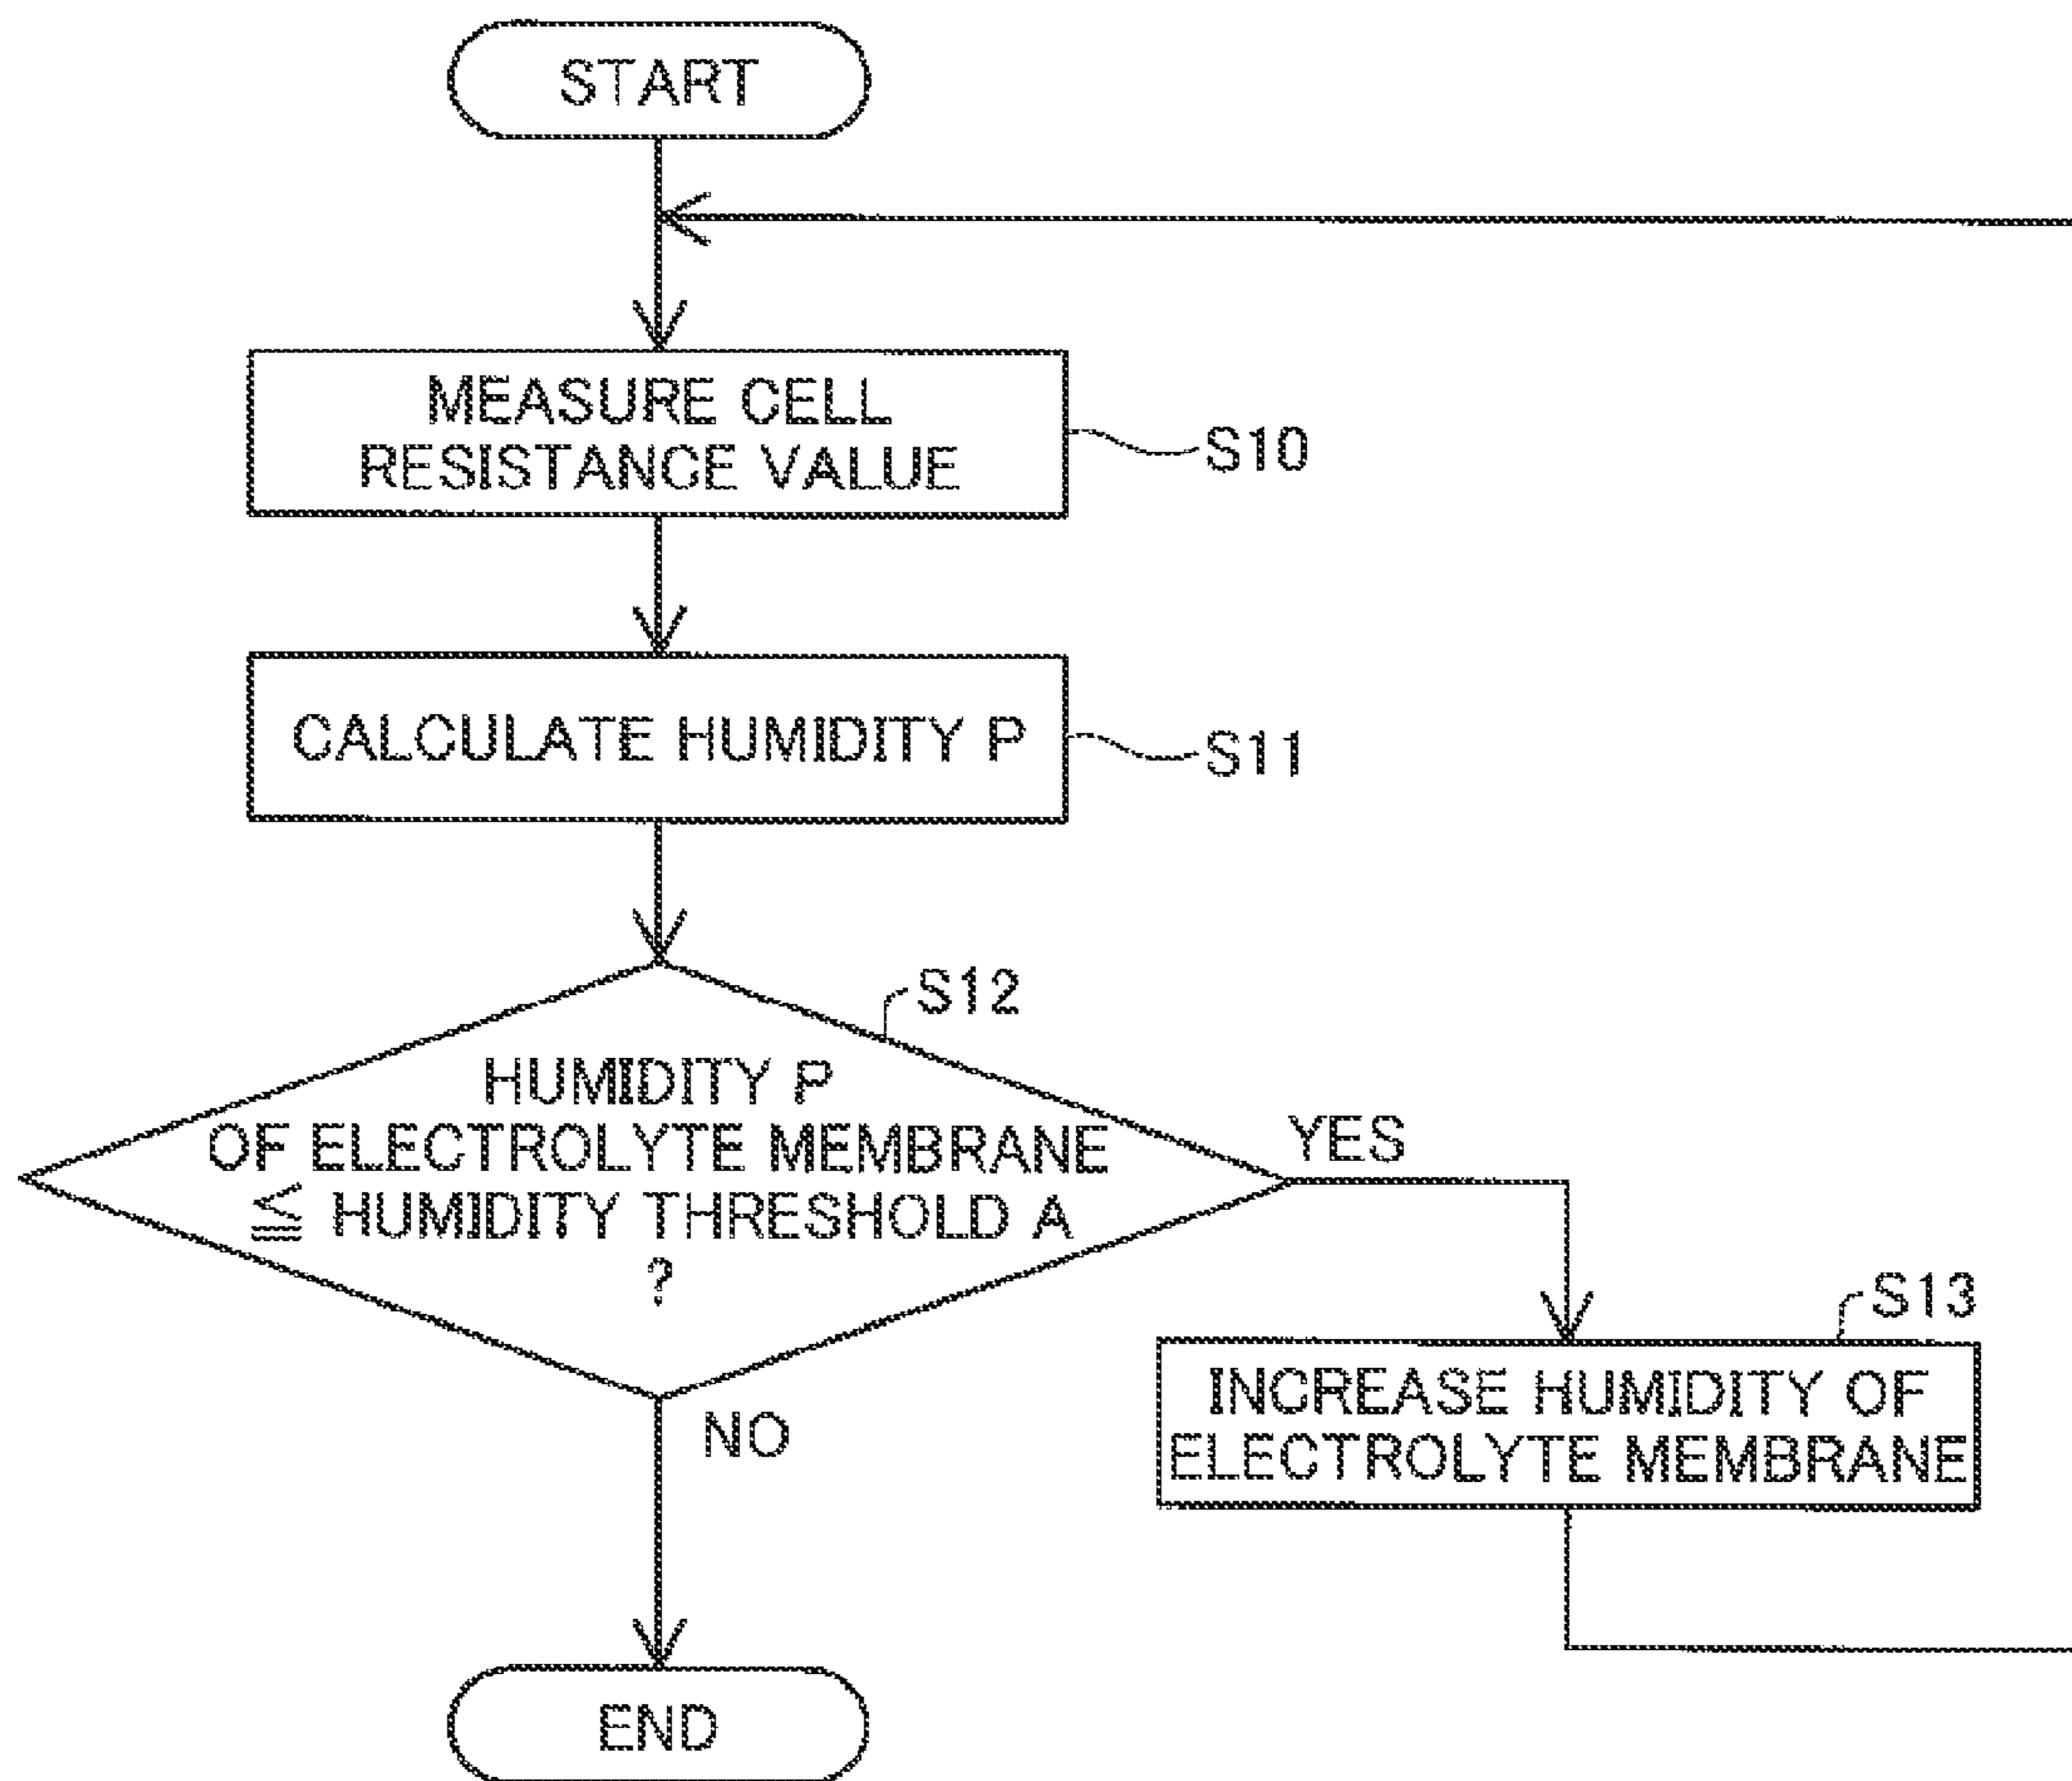 START
MEASURE CELL
RESISTANCE VALUE
S10
CALCULATE HUMIDITY P
S11
S12
HUMIDITY P
OF ELECTROLYTE MEMBRANE
≦ HUMIDITY THRESHOLD A
?
YES
NO
S13
INCREASE HUMIDITY OF
ELECTROLYTE MEMBRANE
END